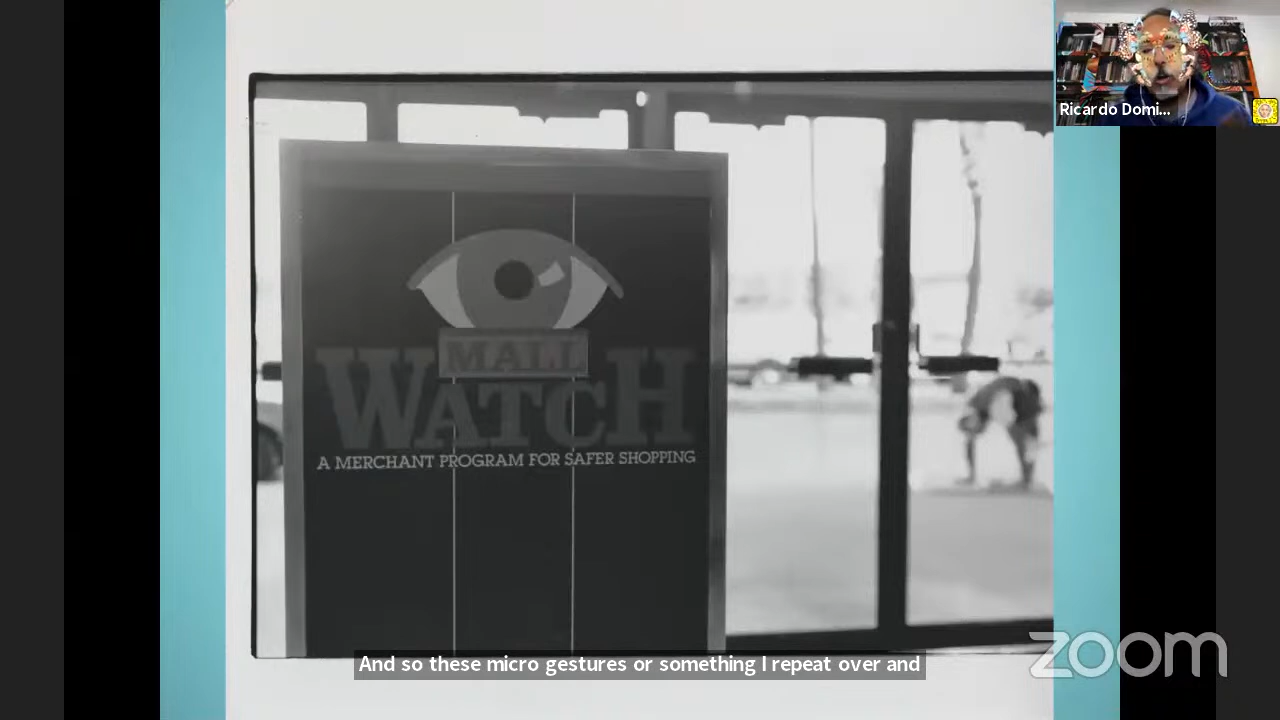 Ricardo Domi...
MALL
WATCH
A MERCHANT PROGRAM FOR SAFER SHOPPING
And so these micro gestures or something I repeat over and
zoom